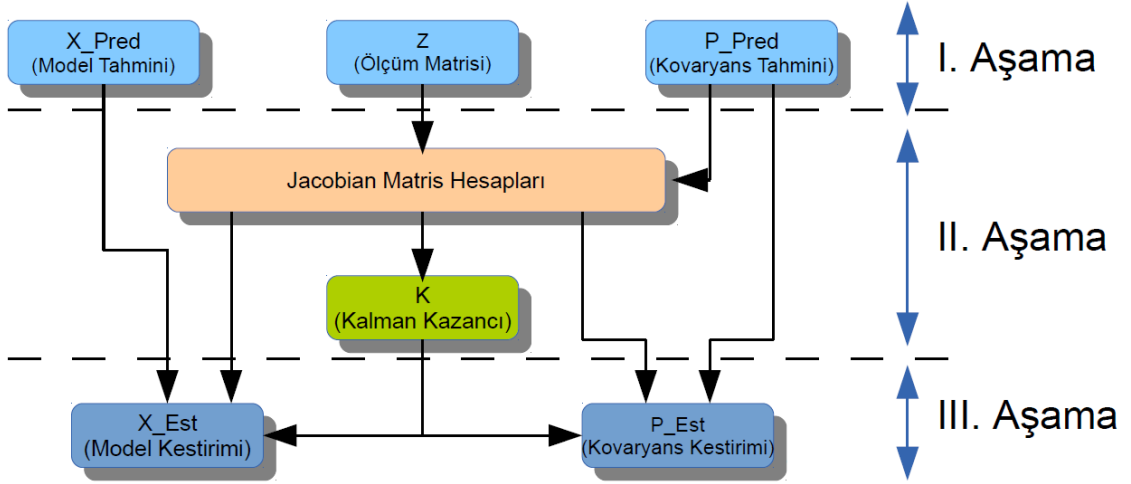 X_Pred
(Model Tahmini)
Z
(Ölçüm Matrisi)
P_Pred
(Kovaryans Tahmini)
I. Aşama
Jacobian Matris Hesapları
II. Aşama
K
(Kalman Kazancı)
X_Est
(Model Kestirimi)
P_Est
(Kovaryans Kestirimi)
III. Aşama